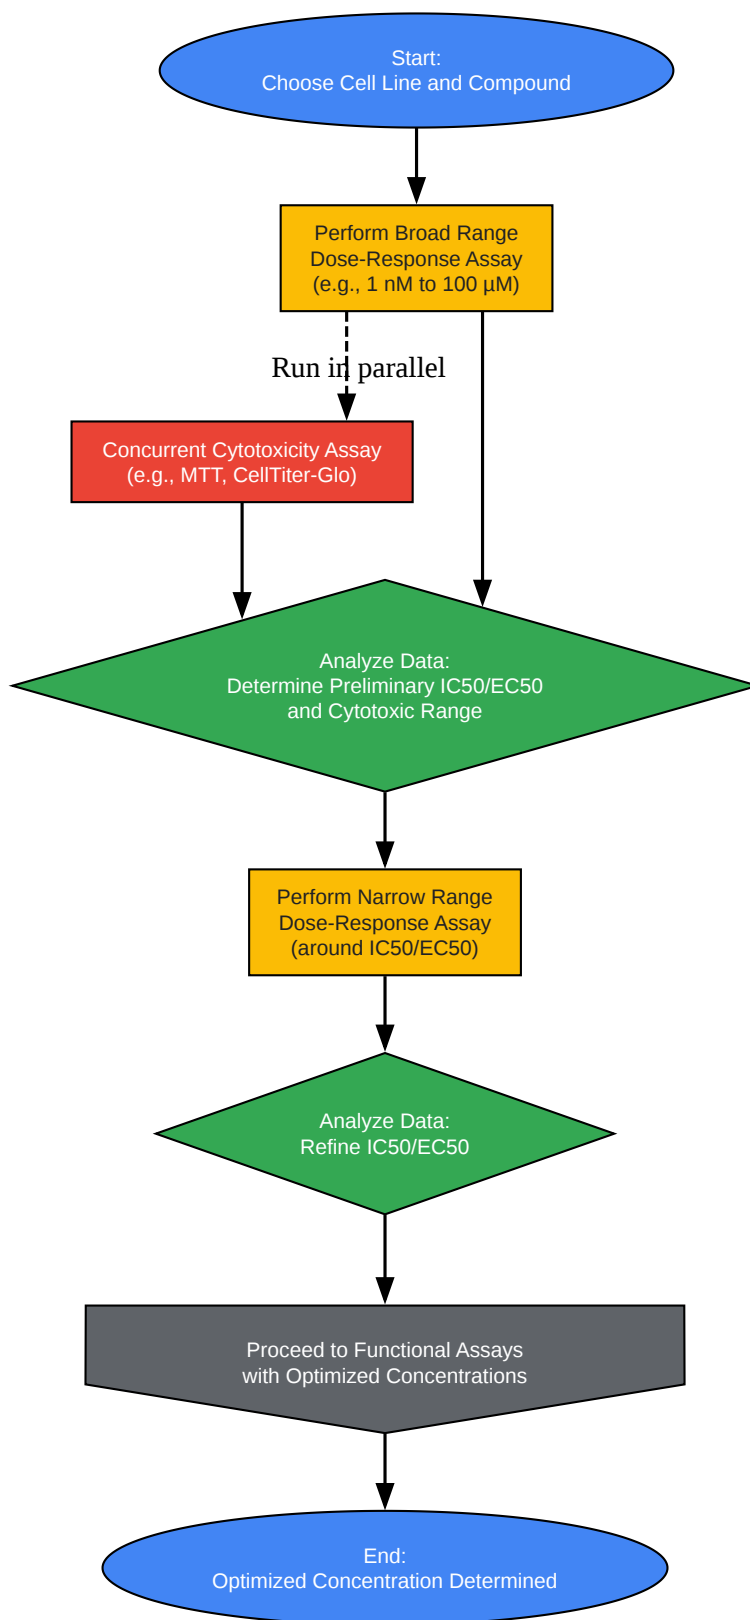 Start:
Choose Cell Line and Compound
Perform Broad Range
Dose-Response Assay
(e.g., 1 nM to 100 µM)
Run in parallel
Concurrent Cytotoxicity Assay
(e.g., MTT, CellTiter-Glo)
Analyze Data:
Determine Preliminary IC50/EC50
and Cytotoxic Range
Perform Narrow Range
Dose-Response Assay
(around IC50/EC50)
Analyze Data:
Refine IC50/EC50
Proceed to Functional Assays
with Optimized Concentrations
End:
Optimized Concentration Determined